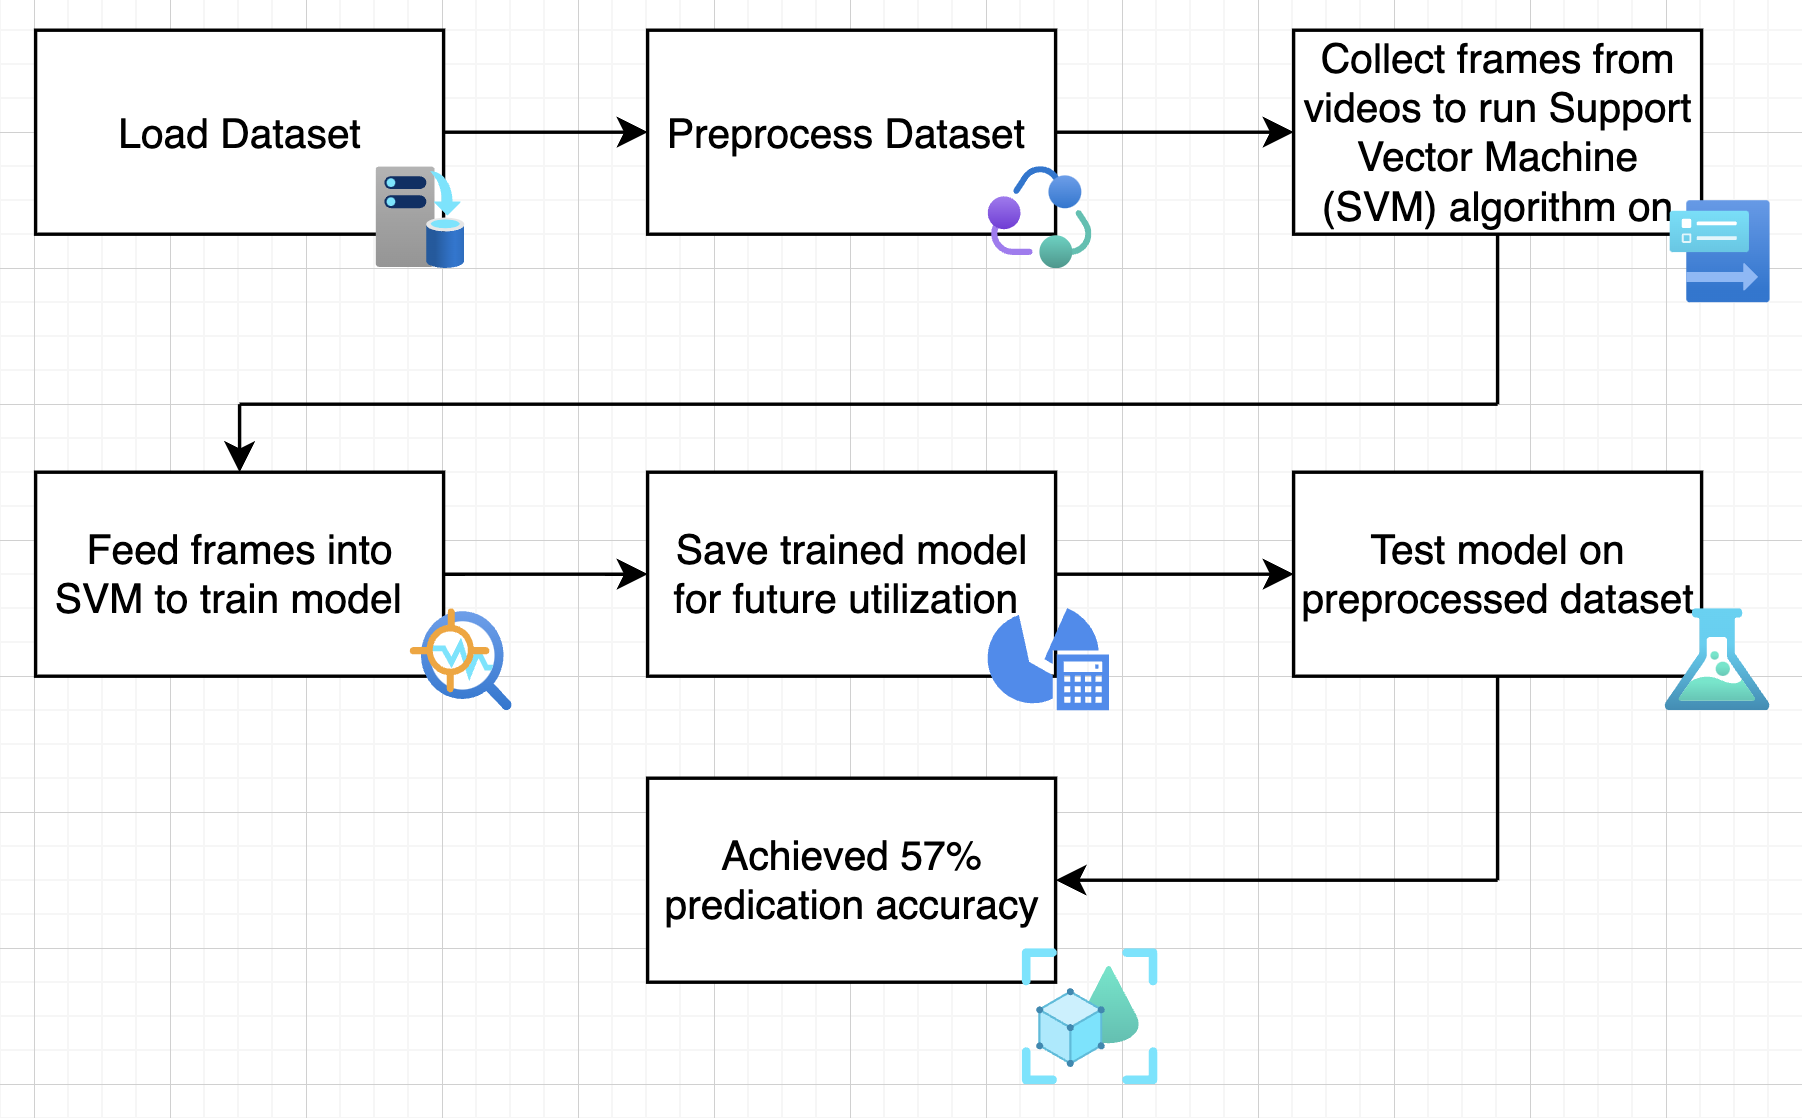 Load Dataset
Preprocess Dataset
Collect frames from
videos to run Support
Vector Machine
(SVM) algorithm on
Feed frames into
SVM to train model
Save trained model
for future utilization
Test model on
preprocessed dataset
Achieved 57%
predication accuracy